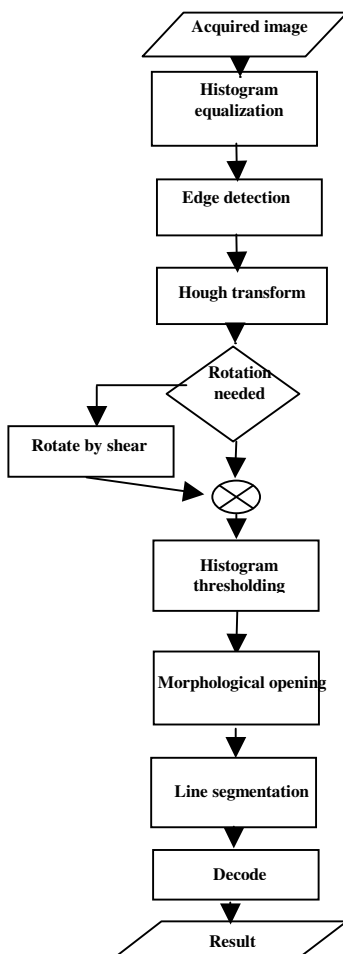 Acquired image
Histogram
equalization
Edge detection
Hough transform
Rotation
needed
Rotate by shear
Histogram
thresholding
Morphological opening
Line segmentation
Decode
Result